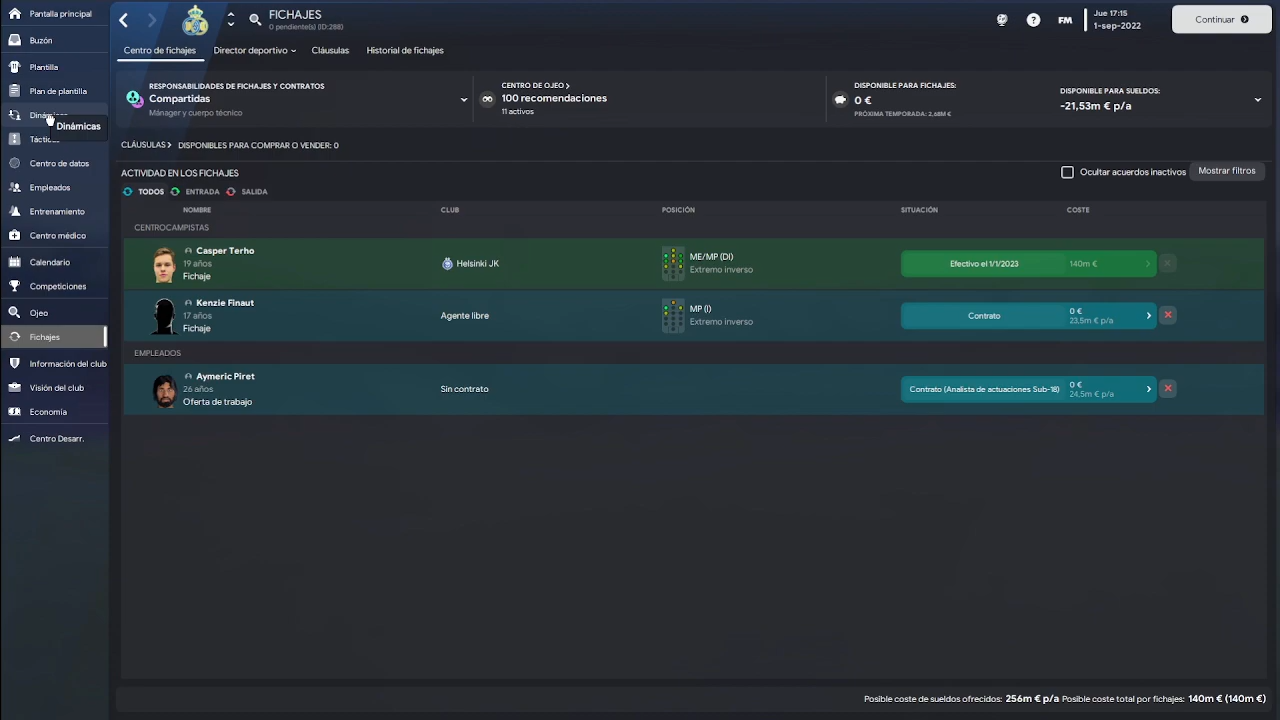 Pantalla principal
Buzón
Plantilla
Plan de plantilla
Dinámicas
Centro de datos
Empleados
Entrenamiento
Centro médico
Calendario
Competiciones
Ojeo
Fichajes
Información del club
Visión del club
Economía
Centro Desarr.
FICHAJES
0 pendiente(s) (ID:288)
FM
Jue 17:15
1-sep-2022
Continuar
Centro de fichajes
Director deportivo
Cláusulas
Historial de fichajes
RESPONSABILIDADES DE FICHAJES Y CONTRATOS
Compartidas
Mánager y cuerpo técnico
CENTRO DE OJEO
100 recomendaciones
11 activos
DISPONIBLE PARA FICHAJES:
0 €
PRÓXIMA TEMPORADA: 2,68M €
DISPONIBLE PARA SUELDOS:
-21,53m € p/a
CLÁUSULAS DISPONIBLES PARA COMPRAR O VENDER: 0
ACTIVIDAD EN LOS FICHAJES
Ocultar acuerdos inactivos
Mostrar filtros
TODOS ENTRADA SALIDA
NOMBRE CLUB POSICIÓN SITUACIÓN COSTE
CENTROCAMPISTAS
Casper Terho
19 años
Fichaje
Helsinki JK
ME/MP (DI)
Extremo inverso
Efectivo el 1/1/2023
140m €
Kenzie Finaut
17 años
Fichaje
Agente libre
MP (I)
Extremo inverso
Contrato
0 €
23,5m € p/a
EMPLEADOS
Aymeric Piret
26 años
Oferta de trabajo
Sin contrato
Contrato (Analista de actuaciones Sub-18)
0 €
24,5m € p/a
Posible coste de sueldos ofrecidos: 256m € p/a Posible coste total por fichajes: 140m € (140m €)